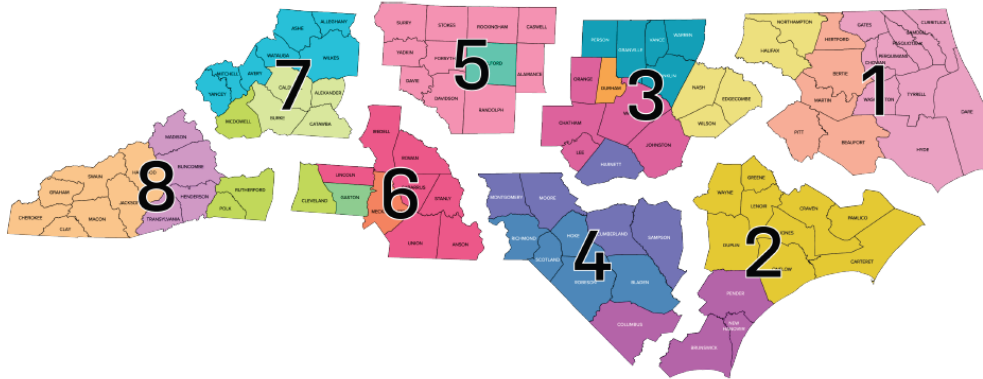 ALLEGHANY
ASHE
WATAUGA
WILKES
MITCHELL
AVERY
YANCEY
ALEXANDER
MCDOWELL
BURKE
CATAWBA
7
SURRY
STOKES
ROCKINGHAM
CASWELL
YADKIN
DAVIE
ALAMANCE
DAVIDSON
RANDOLPH
5
PERSON
GRANVILLE
VANCE
WARREN
ORANGE
DURHAM
NASH
EDGECOMBE
WILSON
CHATHAM
LEE
JOHNSTON
HARNETT
3
NORTHAMPTON
HALIFAX
HERTFORD
GATES
CURRITUCK
CAMDEN
PASQUOTANK
PERQUIMANS
CHOWAN
BERTIE
MARTIN
TYRRELL
DARE
PITT
BEAUFORT
HYDE
1
MADISON
BUNCOMBE
SWAIN
GRAHAM
JACKSON
HENDERSON
RUTHERFORD
CHEROKEE
MACON
CLAY
TRANSYLVANIA
POLK
8
IREDELL
ROWAN
LINCOLN
CLEVELAND
GASTON
STANLY
UNION
ANSON
6
MONTGOMERY
MOORE
RICHMOND
HOKE
SAMPSON
SCOTLAND
ROBESON
BLADEN
COLUMBUS
4
GREENE
WAYNE
LENOIR
CRAVEN
PAMLICO
DUPLIN
JONES
CARTERET
PENDER
NEW
HANOVER
BRUNSWICK
2